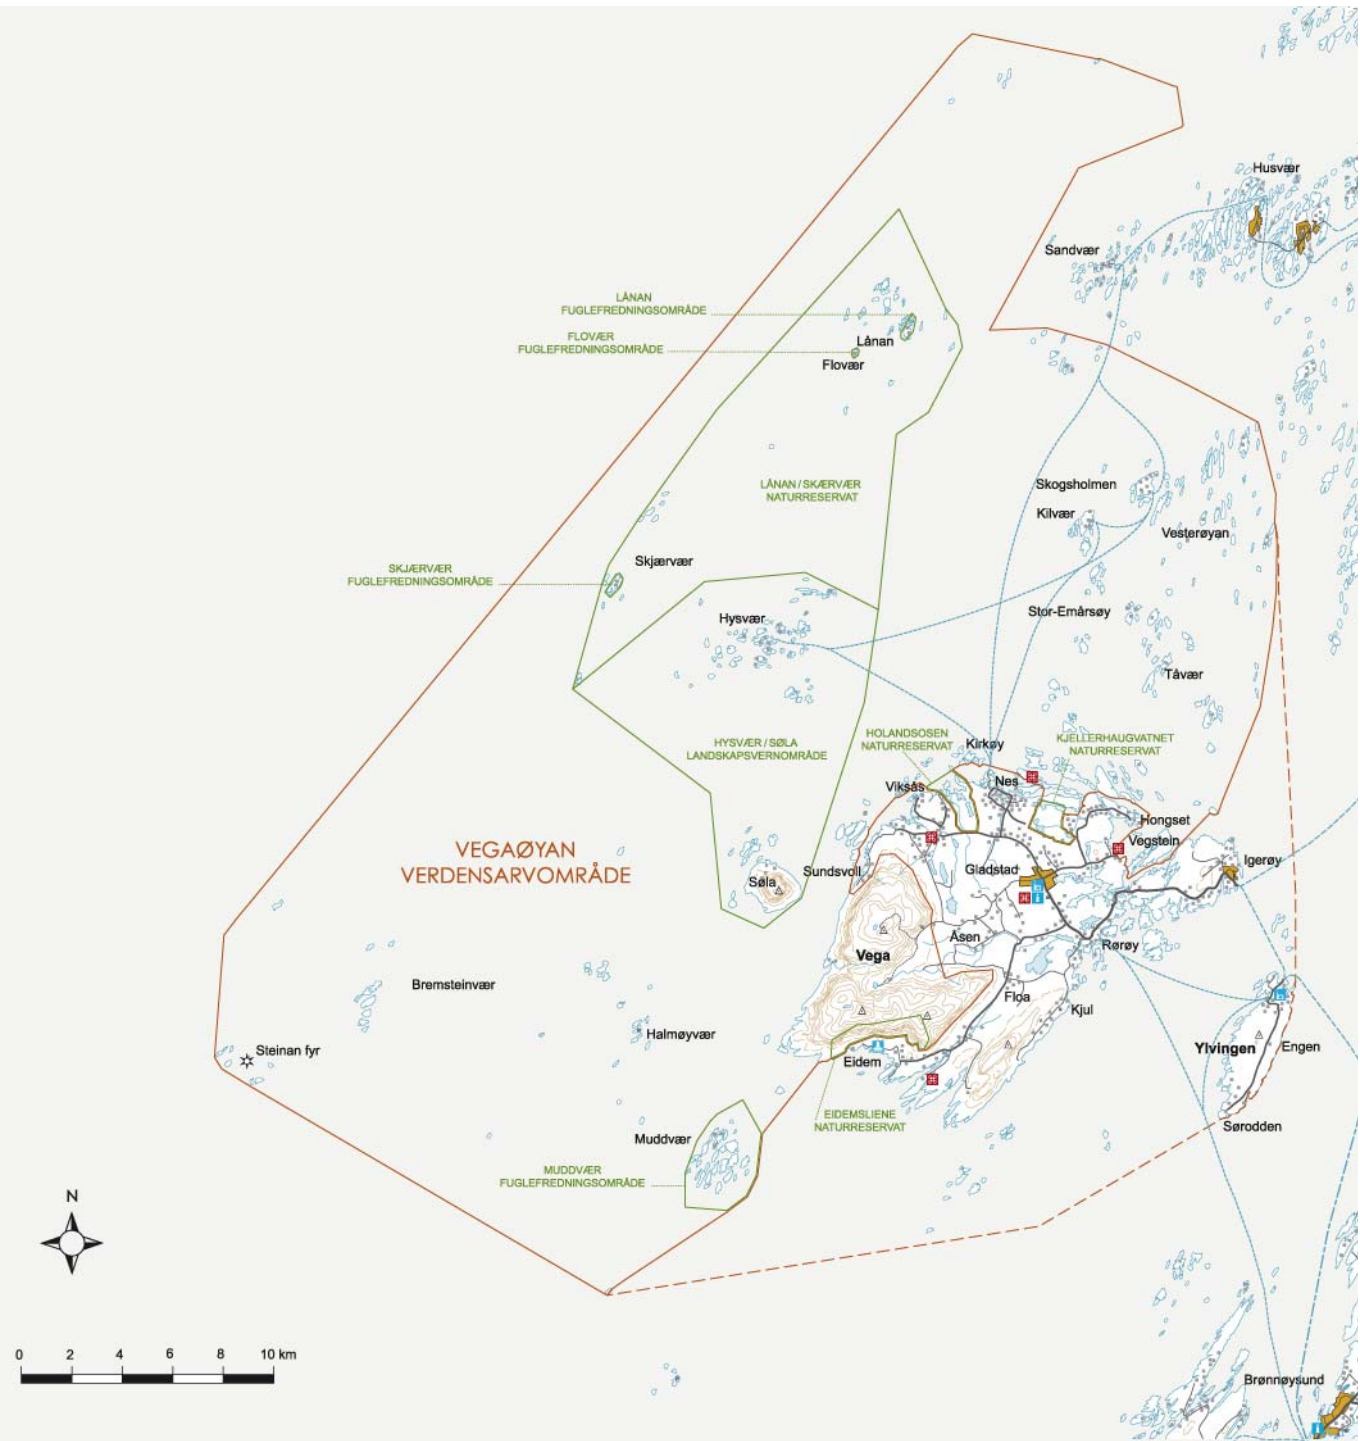 Husvær
Sandvær
LÅNAN
FUGLEFREDNINGSOMRÅDE
FLOVÆR
FUGLEFREDNINGSOMRÅDE
Lånan
Flovær
LÅNAN / SKÆRVÆR
NATURRESERVAT
Skogsholmen
Kilvær
Vesterøyan
Skjærvær
SKJÆRVÆR
FUGLEFREDNINGSOMRÅDE
Hysvær
Stor-Emårsøy
Tåvær
HYSVÆR / SØLA
LANDSKAPSVERNOMRÅDE
HOLANDSOSEN
NATURRESERVAT
Kirkøy
KJELLERHAUGVATNET
NATURRESERVAT
Viksås
Nes
Hongset
Vegstein
Igerøy
VEGAØYAN
VERDENSARVOMRÅDE
Søla
Sundsvoll
Gladstad
Åsen
Rørøy
Vega
Bremsteinvær
Floa
Kjul
Halmøyvær
Steinan fyr
Eidem
Ylvingen
Engen
EIDEMSLIENE
NATURRESERVAT
Sørodden
Muddvær
MUDDVÆR
FUGLEFREDNINGSOMRÅDE
N
0 2 4 6 8 10 km
Brønnøysund